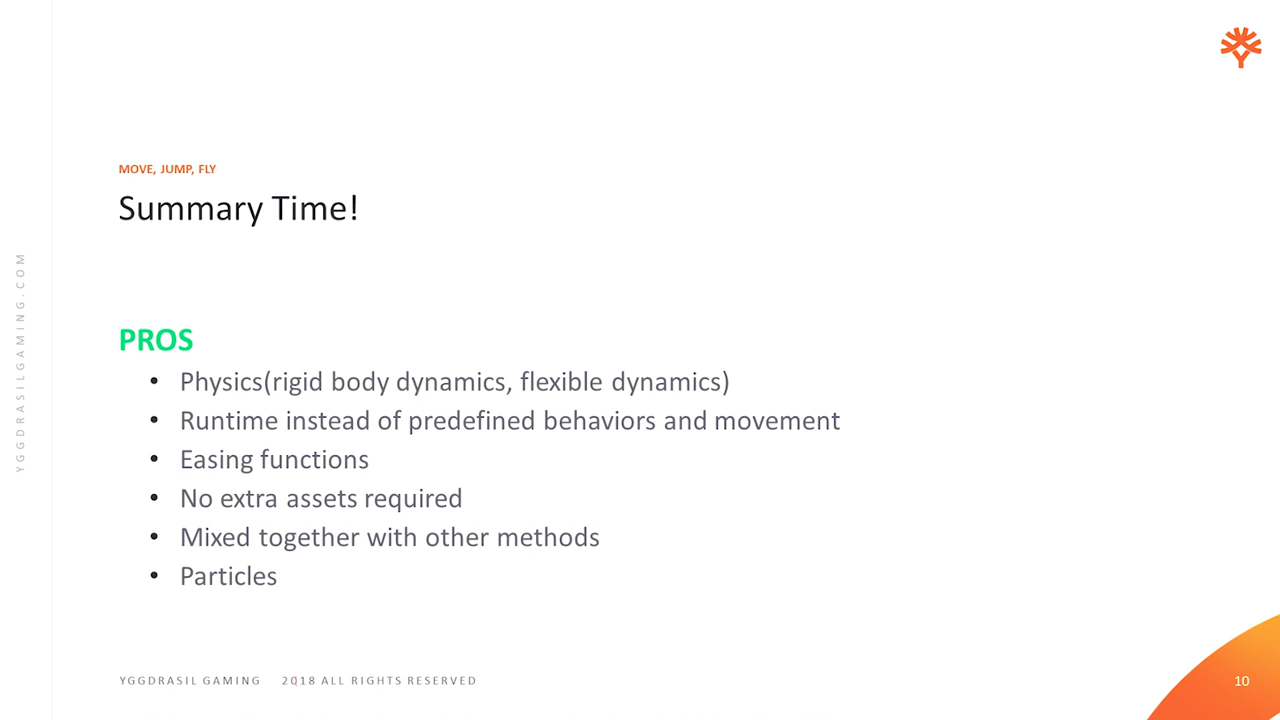 MOVE, JUMP, FLY
Summary Time!
YGGDRASILGAMING.COM
PROS
• Physics(rigid body dynamics, flexible dynamics)
• Runtime instead of predefined behaviors and movement
• Easing functions
• No extra assets required
• Mixed together with other methods
• Particles
YGGDRASIL GAMING 2018 ALL RIGHTS RESERVED
10